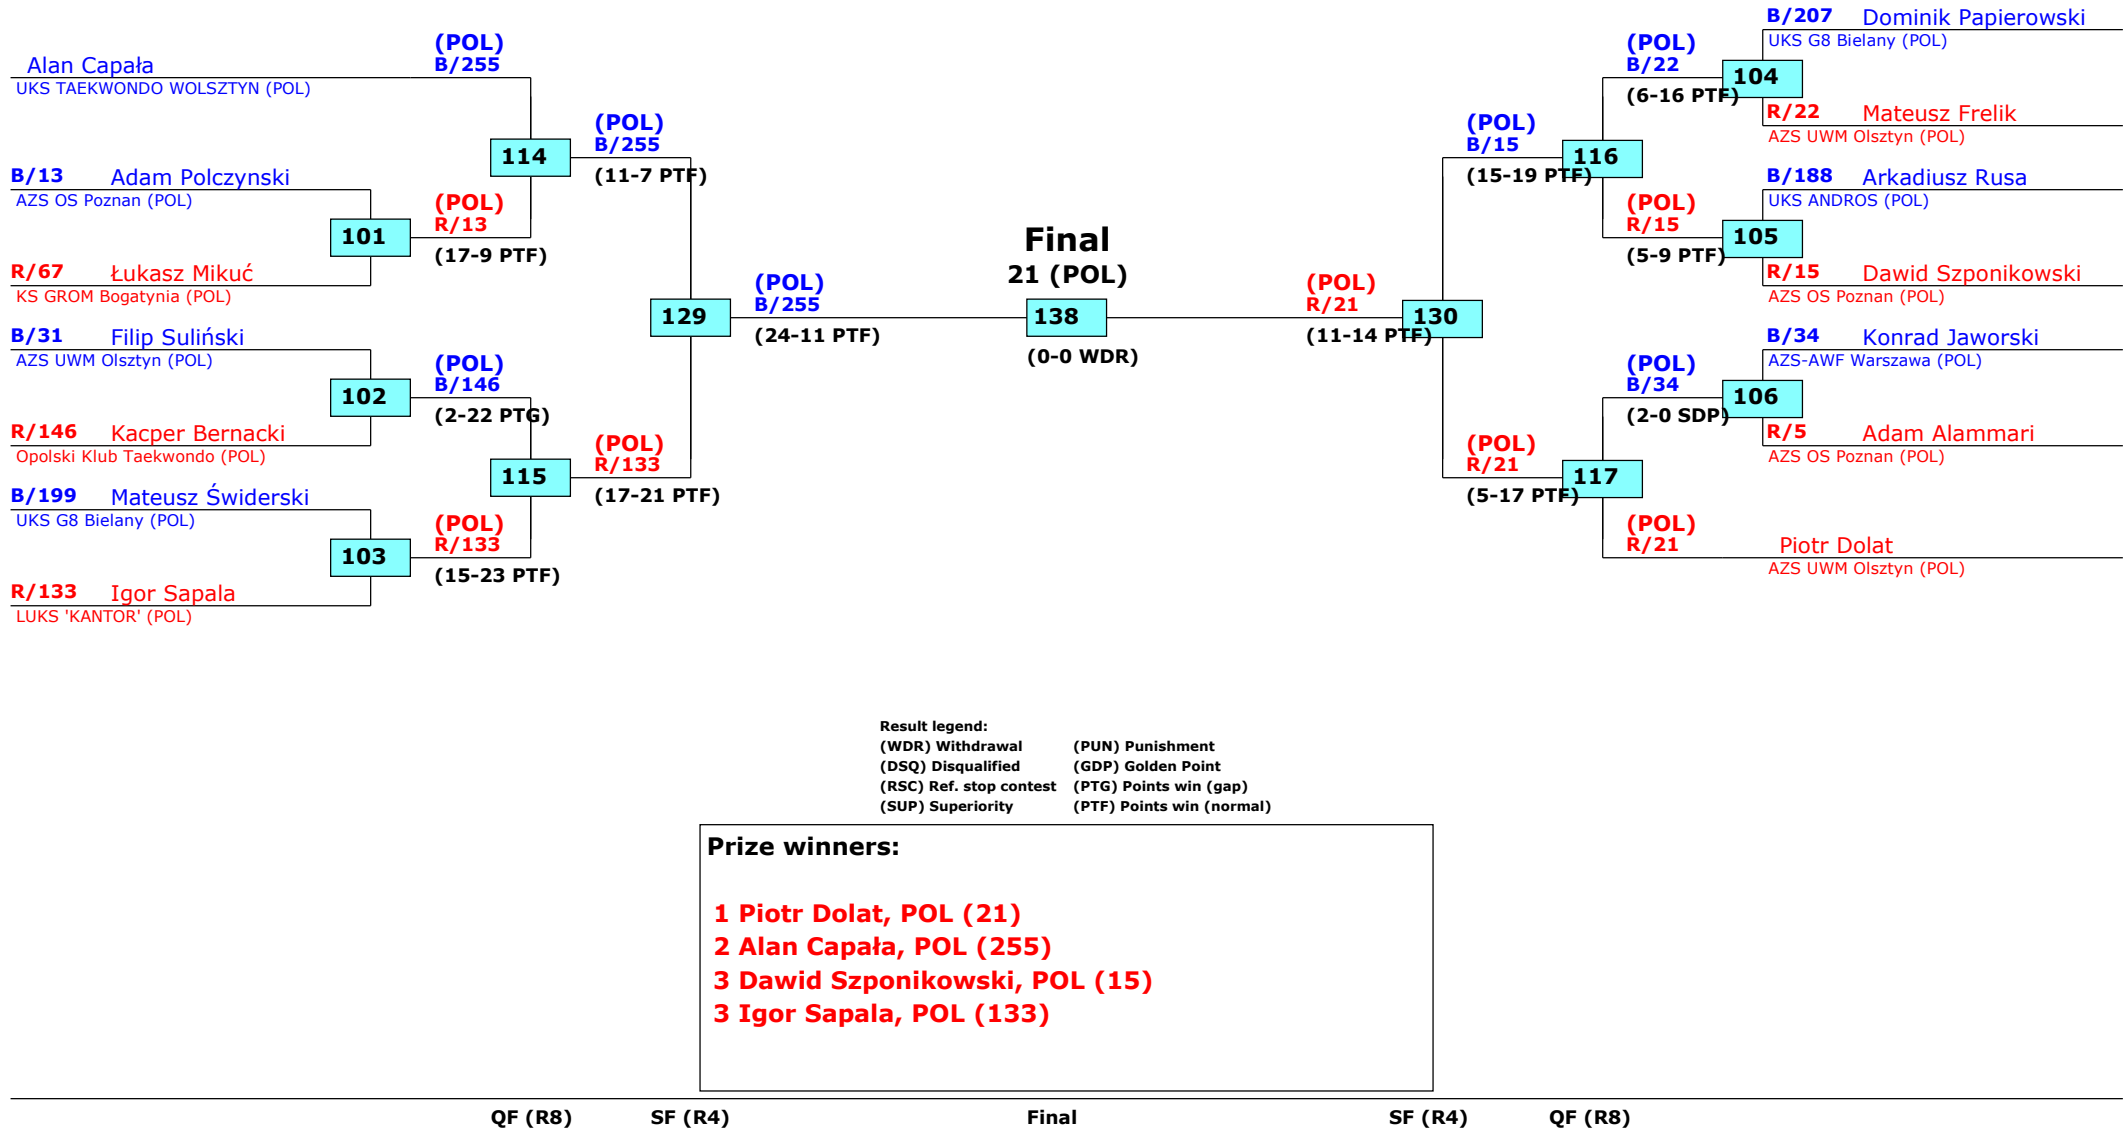 Alan Capała
UKS TAEKWONDO WOLSZTYN (POL)
(POL)
B/255
B/13 Adam Polczynski
AZS OS Poznan (POL)
101
R/67 Łukasz Mikuć
KS GROM Bogatynia (POL)
(POL)
R/13
(17-9 PTF)
114
(POL)
B/255
(11-7 PTF)
B/31 Filip Suliński
AZS UWM Olsztyn (POL)
102
R/146 Kacper Bernacki
Opolski Klub Taekwondo (POL)
(POL)
B/146
(2-22 PTG)
B/199 Mateusz Świderski
UKS G8 Bielany (POL)
103
R/133 Igor Sapala
LUKS 'KANTOR' (POL)
(POL)
R/133
(15-23 PTF)
115
(POL)
R/133
(17-21 PTF)
129
(POL)
B/255
(24-11 PTF)
Final
21 (POL)
138
(0-0 WDR)
(POL)
R/21
(11-14 PTF)
130
(POL)
B/15
(15-19 PTF)
116
(POL)
B/22
(6-16 PTF)
104
B/207 Dominik Papierowski
UKS G8 Bielany (POL)
R/22 Mateusz Frelik
AZS UWM Olsztyn (POL)
(POL)
R/15
(5-9 PTF)
105
B/188 Arkadiusz Rusa
UKS ANDROS (POL)
R/15 Dawid Szponikowski
AZS OS Poznan (POL)
(POL)
R/21
(5-17 PTF)
117
(POL)
B/34
(2-0 SDP)
106
B/34 Konrad Jaworski
AZS-AWF Warszawa (POL)
R/5 Adam Alammari
AZS OS Poznan (POL)
(POL)
R/21
Piotr Dolat
AZS UWM Olsztyn (POL)
Result legend:
(WDR) Withdrawal (PUN) Punishment
(DSQ) Disqualified (GDP) Golden Point
(RSC) Ref. stop contest (PTG) Points win (gap)
(SUP) Superiority (PTF) Points win (normal)
Prize winners:
1 Piotr Dolat, POL (21)
2 Alan Capała, POL (255)
3 Dawid Szponikowski, POL (15)
3 Igor Sapala, POL (133)
QF (R8) SF (R4) Final SF (R4) QF (R8)